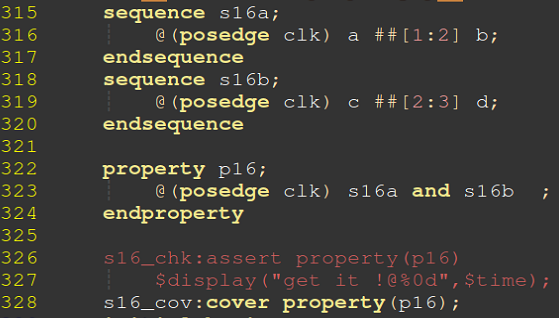 315 sequence s16a;
316 @(posedge clk) a ##[1:2] b;
317 endsequence
318 sequence s16b;
319 @(posedge clk) c ##[2:3] d;
320 endsequence
321
322 property p16;
323 @(posedge clk) s16a and s16b ;
324 endproperty
325
326 s16_chk:assert property(p16)
327 $display("get it !@%0d",$time);
328 s16_cov:cover property(p16);